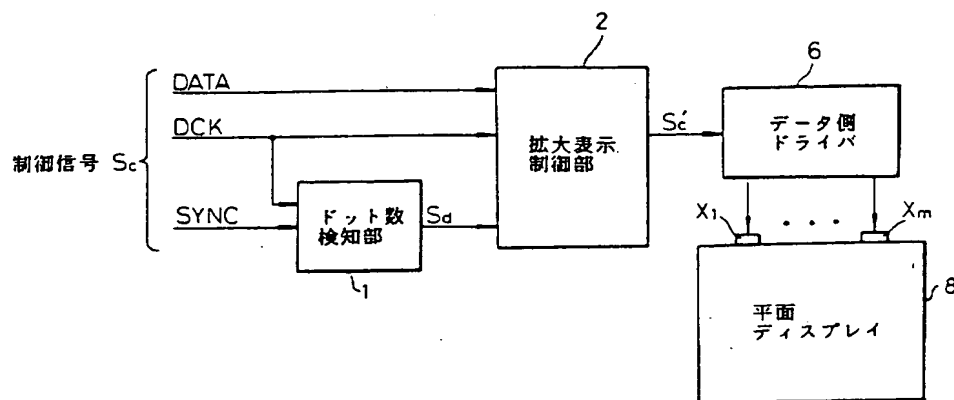 制御信号 Sc
DATA
DCK
SYNC
ドット数
検知部
1
Sd
2
拡大表示
制御部
Sc'
6
データ側
ドライバ
X1
・・・
Xm
8
平面
ディスプレイ